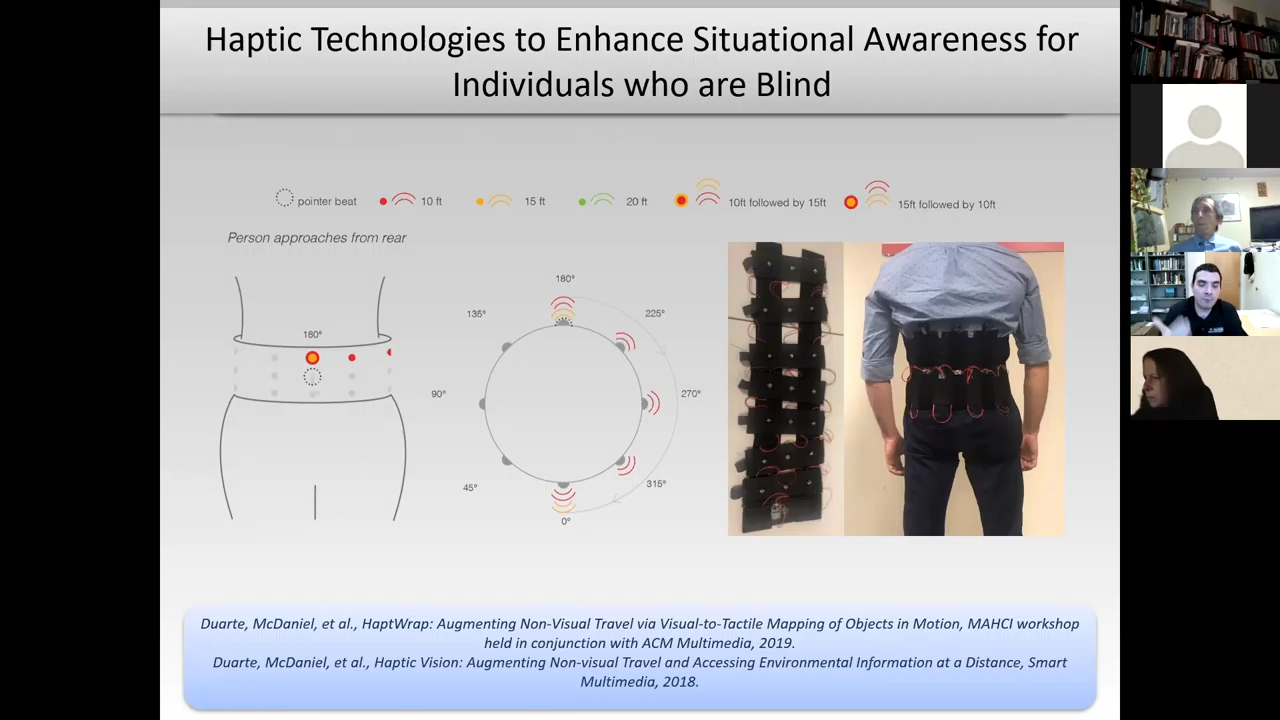 Haptic Technologies to Enhance Situational Awareness for
Individuals who are Blind
pointer beat
10 ft
15 ft
20 ft
10ft followed by 15ft
15ft followed by 10ft
Person approaches from rear
180°
180°
135°
225°
90°
270°
45°
315°
0°
Duarte, McDaniel, et al., HaptWrap: Augmenting Non-Visual Travel via Visual-to-Tactile Mapping of Objects in Motion, MAHCI workshop
held in conjunction with ACM Multimedia, 2019.
Duarte, McDaniel, et al., Haptic Vision: Augmenting Non-visual Travel and Accessing Environmental Information at a Distance, Smart
Multimedia, 2018.